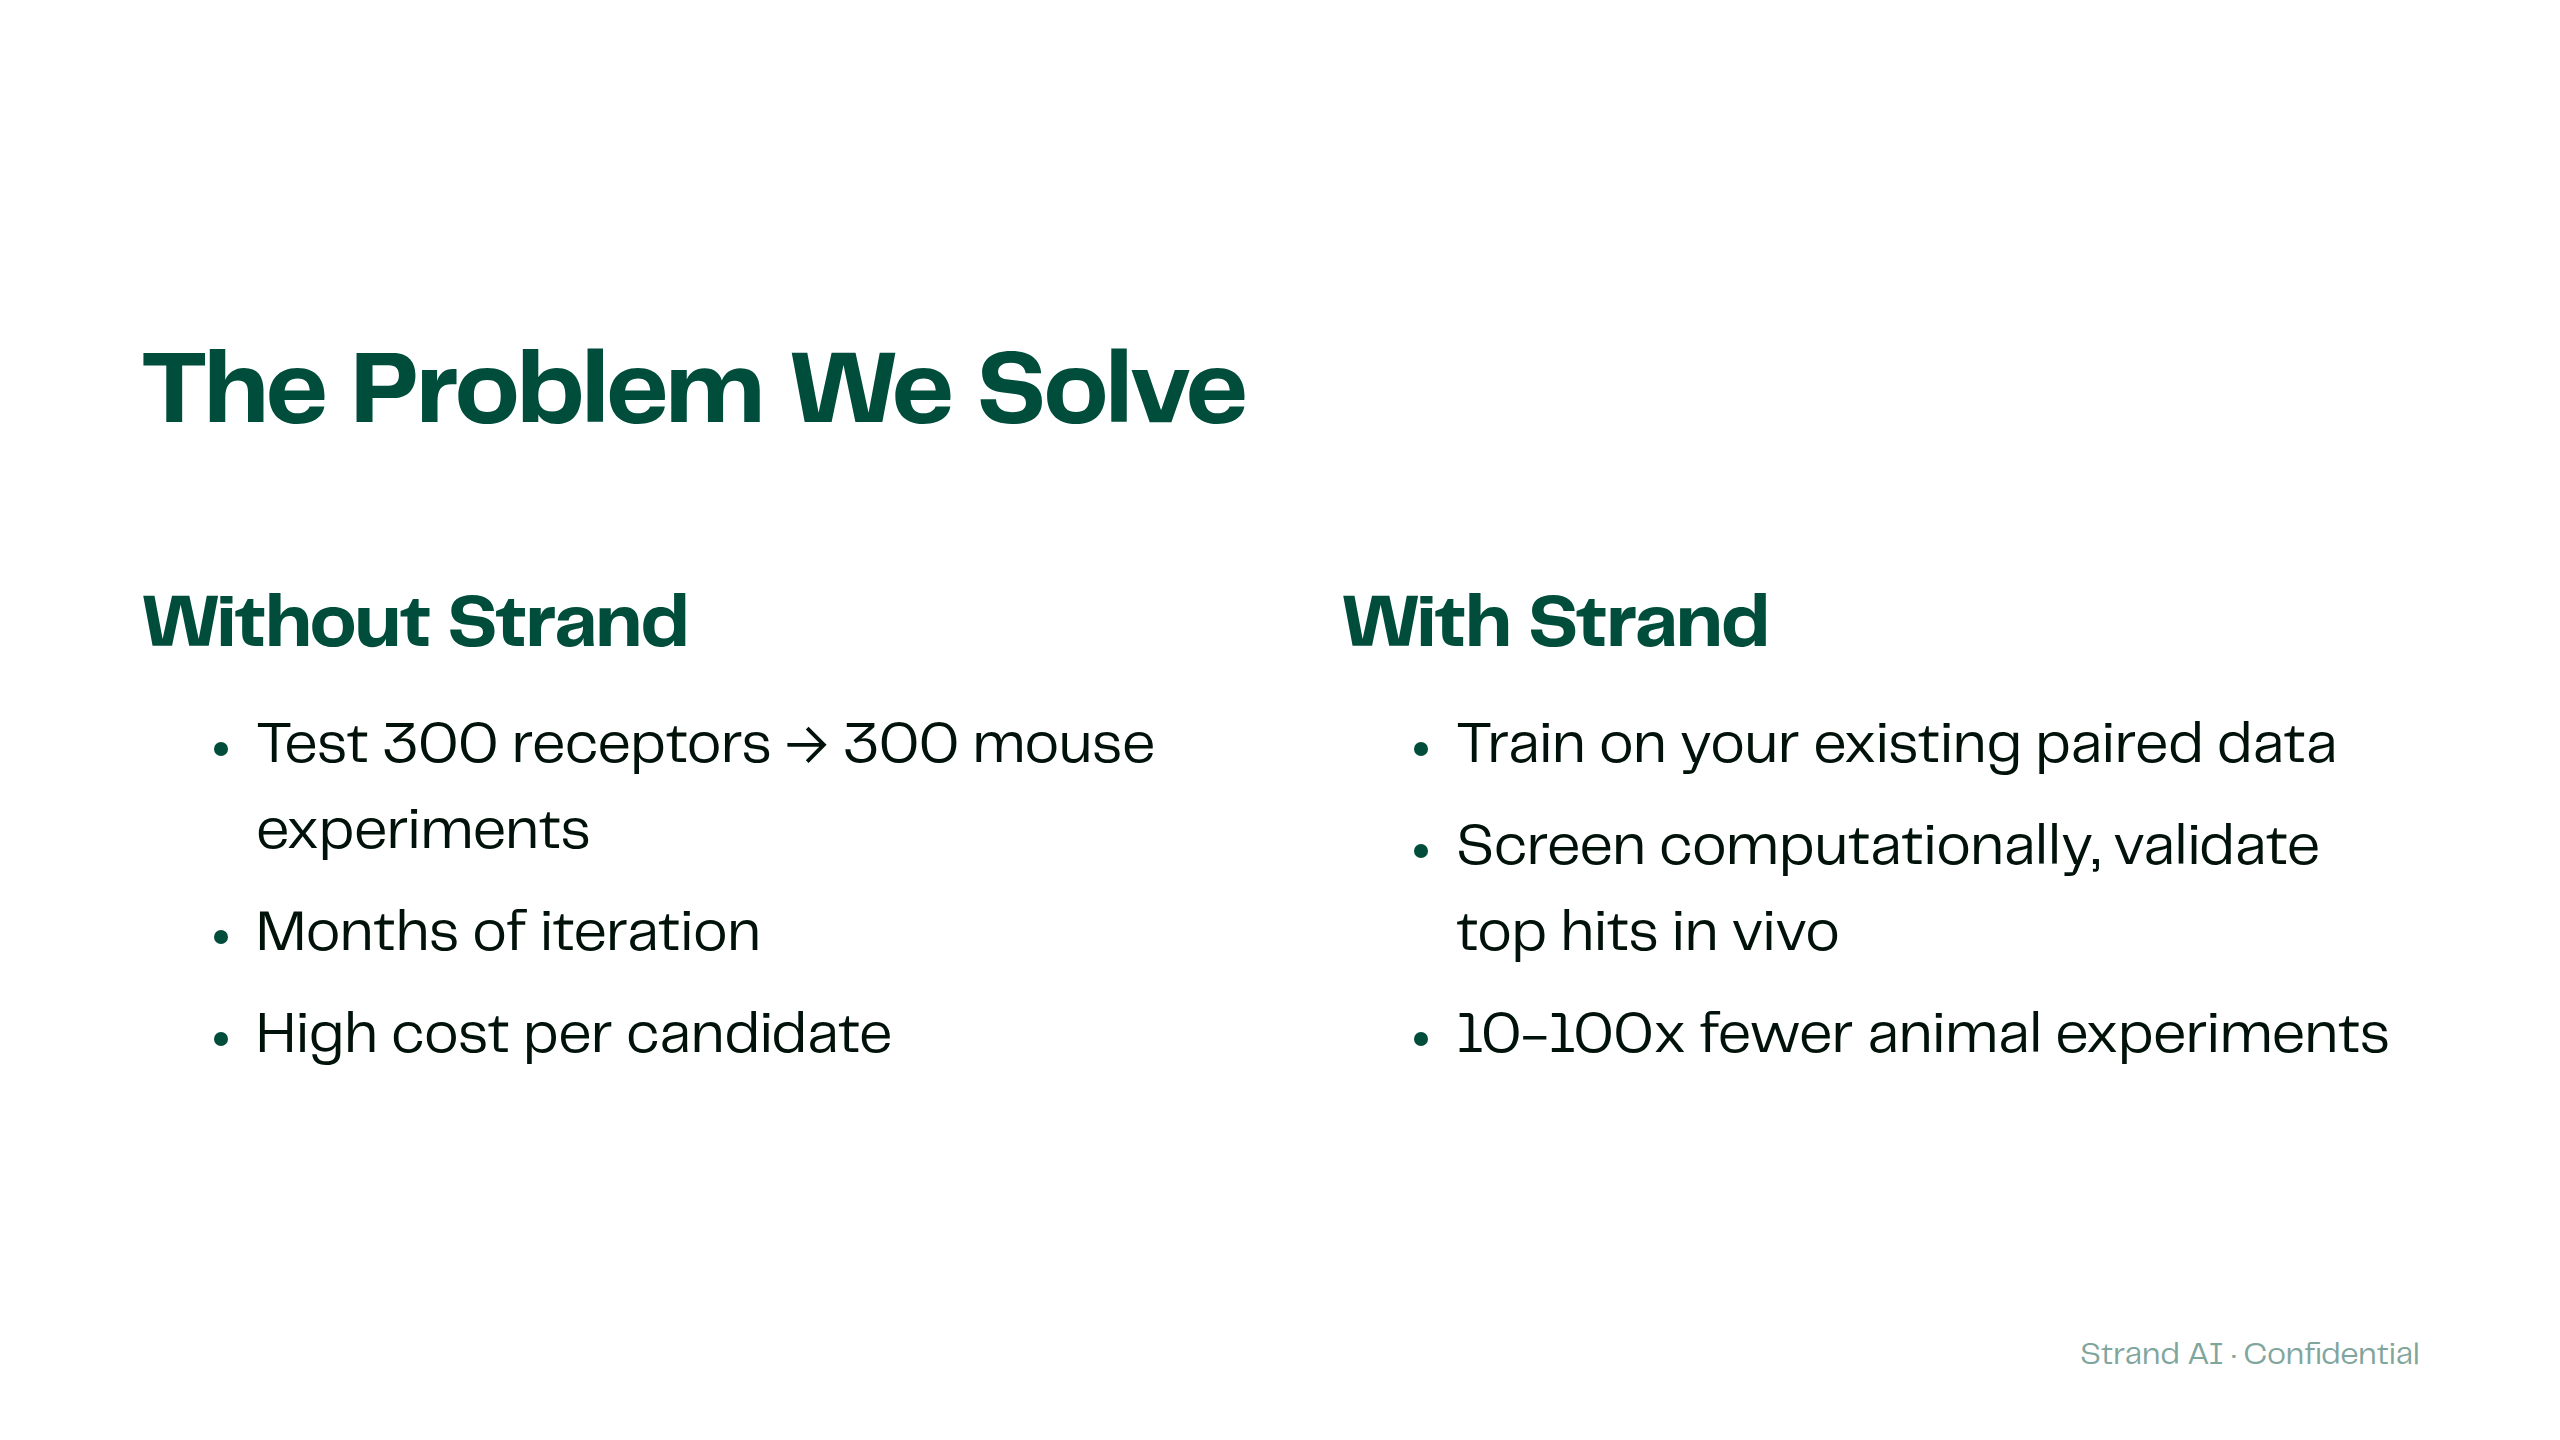 The Problem We Solve
Without Strand
• Test 300 receptors → 300 mouse
experiments
• Months of iteration
• High cost per candidate
With Strand
• Train on your existing paired data
• Screen computationally, validate
top hits in vivo
• 10–100x fewer animal experiments
Strand AI · Confidential